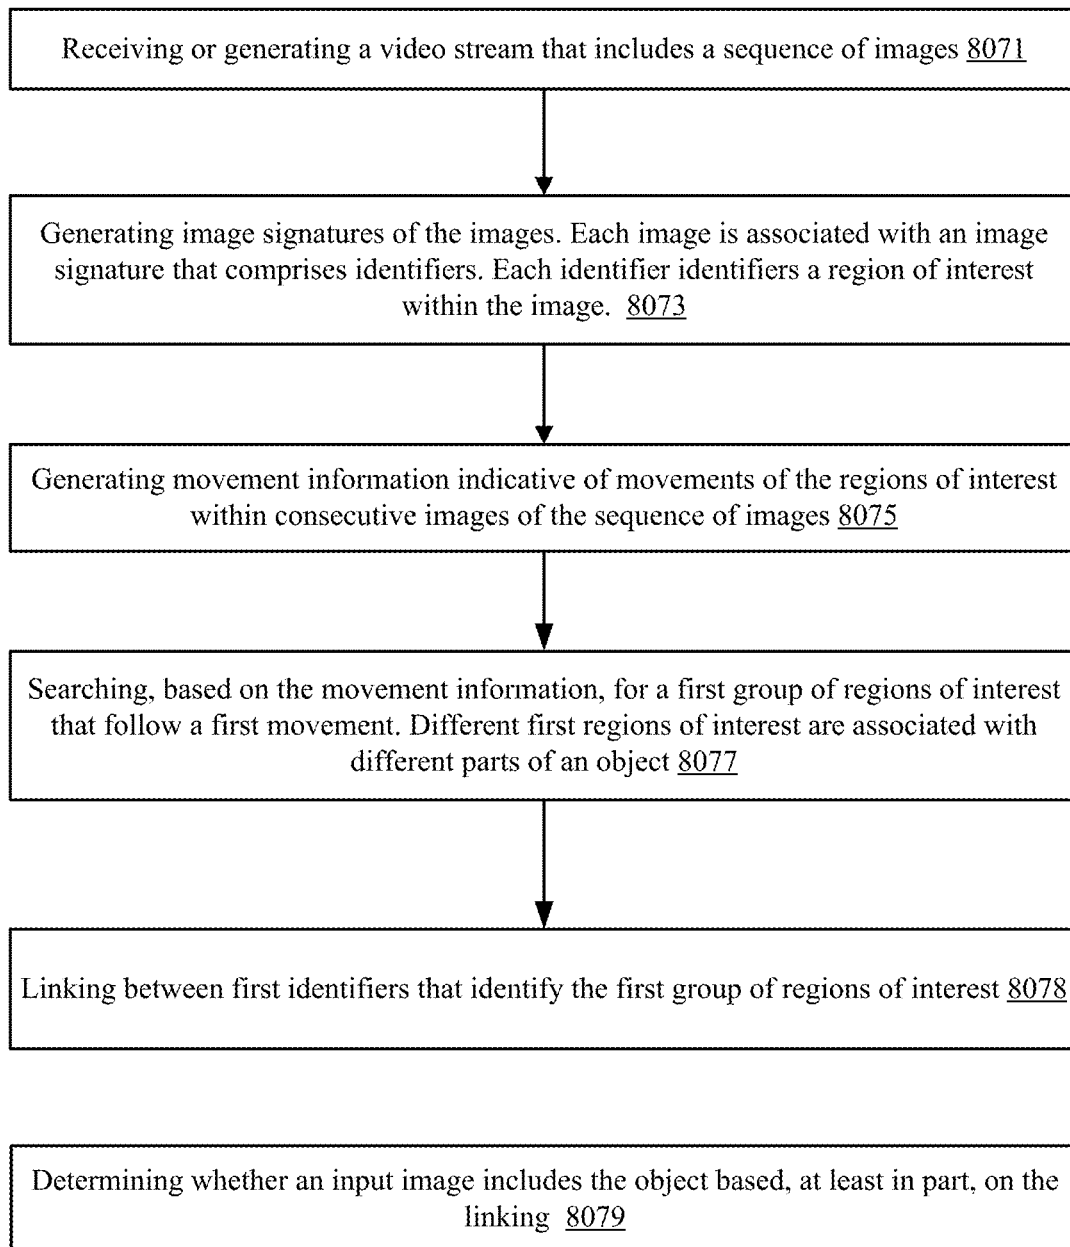 Receiving or generating a video stream that includes a sequence of images 8071
Generating image signatures of the images. Each image is associated with an image
signature that comprises identifiers. Each identifier identifiers a region of interest
within the image. 8073
Generating movement information indicative of movements of the regions of interest
within consecutive images of the sequence of images 8075
Searching, based on the movement information, for a first group of regions of interest
that follow a first movement. Different first regions of interest are associated with
different parts of an object 8077
Linking between first identifiers that identify the first group of regions of interest 8078
Determining whether an input image includes the object based, at least in part, on the
linking 8079